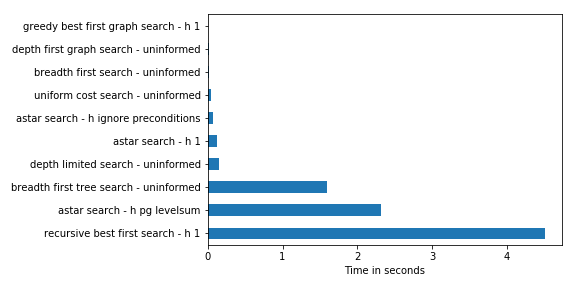 greedy best first graph search - h 1
depth first graph search - uninformed
breadth first search - uninformed
uniform cost search - uninformed
astar search - h ignore preconditions
astar search - h 1
depth limited search - uninformed
breadth first tree search - uninformed
astar search - h pg levelsum
recursive best first search - h 1
0 1 2 3 4
Time in seconds